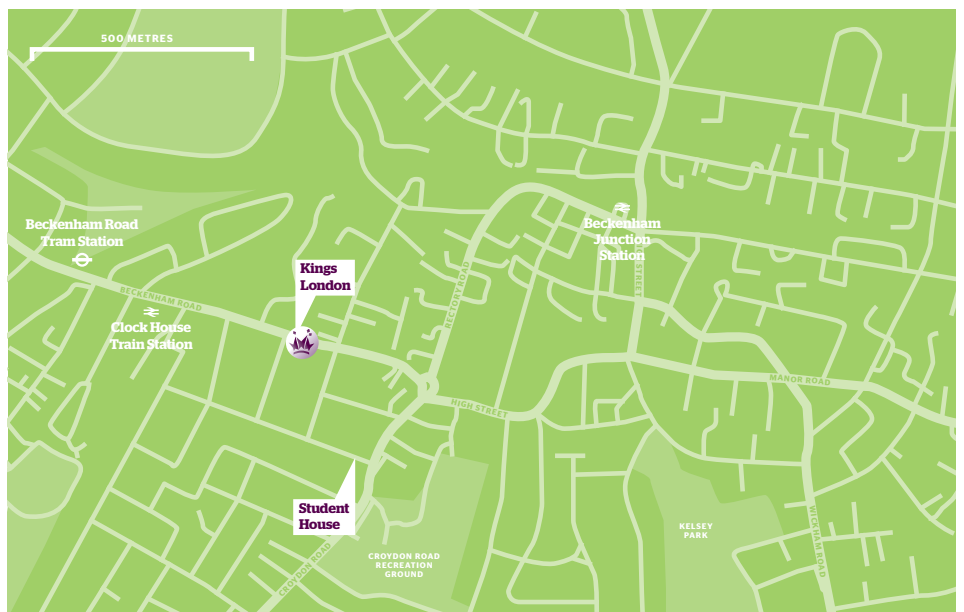 500 METRES
Beckenham Road
Tram Station
Beckenham
Junction
Station
Kings
London
BECKENHAM ROAD
Clock House
Train Station
RECTORY ROAD
STREET
HIGH STREET
MANOR ROAD
Student
House
CROYDON ROAD
CROYDON ROAD
RECREATION
GROUND
KELSEY
PARK
WICKHAM ROAD